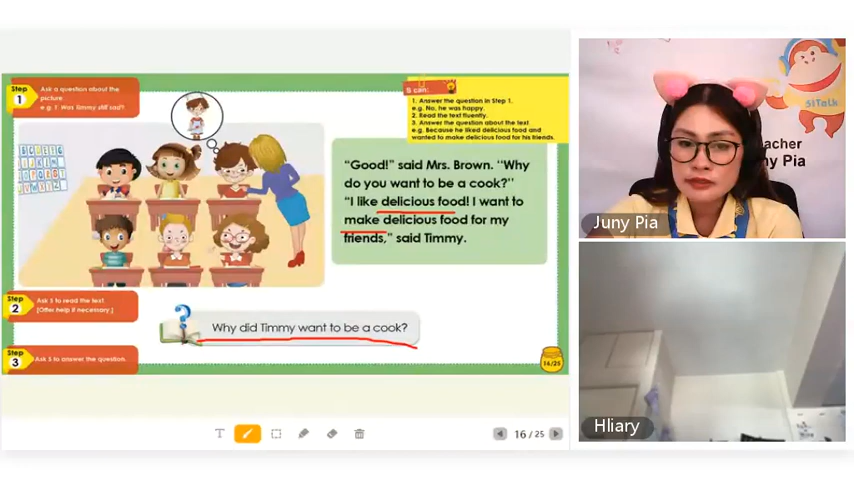 Step 1
Ask a question about the
picture.
e.g. T: Was Timmy still sad?
S can:
1. Answer the question in Step 1.
e.g. No, he was happy.
2. Read the text fluently.
3. Answer the question about the text.
e.g. Because he liked delicious food and
wanted to make delicious food for his friends.
“Good!” said Mrs. Brown. “Why
do you want to be a cook?”
“I like delicious food! I want to
make delicious food for my
friends,” said Timmy.
Step 2
Ask S to read the text.
[Offer help if necessary.]
Why did Timmy want to be a cook?
Step 3
Ask S to answer the question.
16/25
T
16 / 25
51Talk
Juny Pia
Hliary